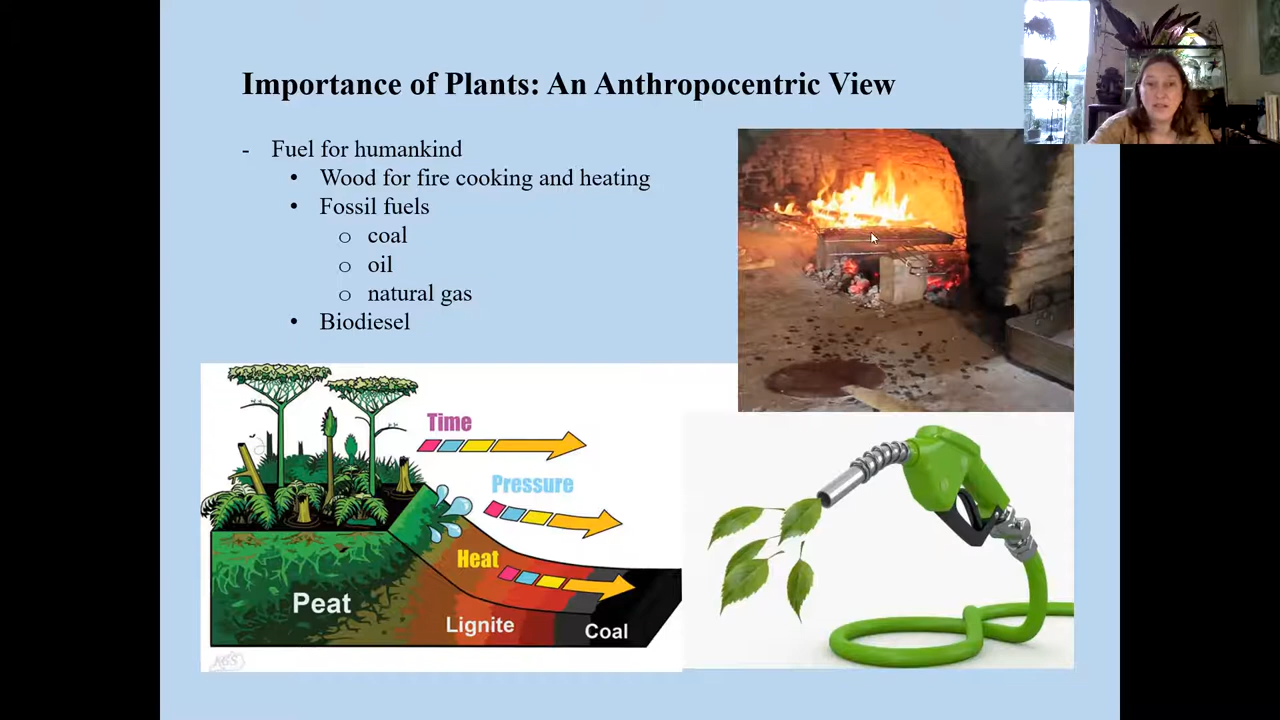 Importance of Plants: An Anthropocentric View
- Fuel for humankind
• Wood for fire cooking and heating
• Fossil fuels
o coal
o oil
o natural gas
• Biodiesel
Time
Pressure
Heat
Peat
Lignite
Coal
AGS